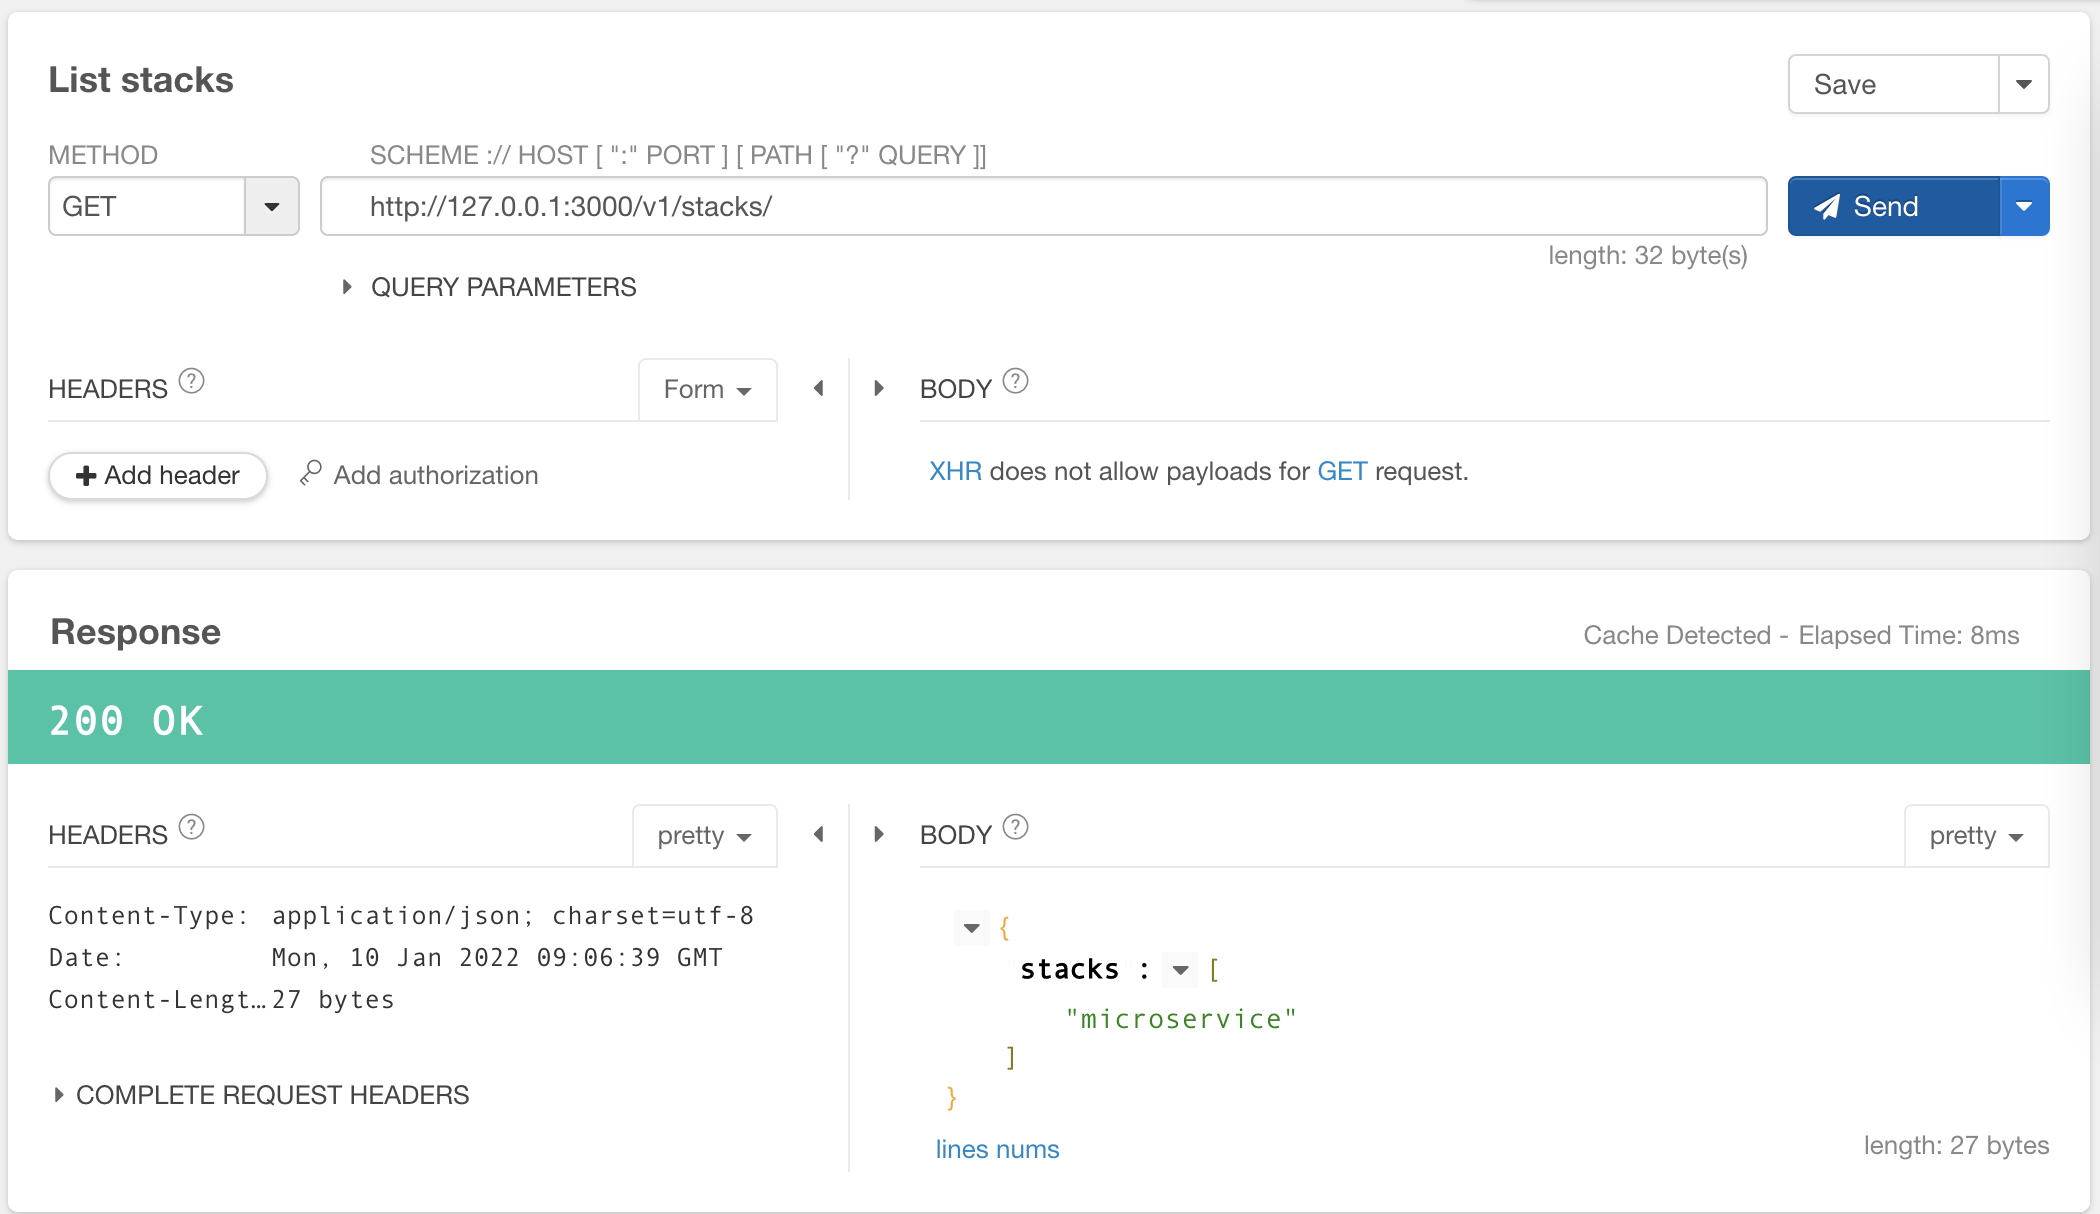 List stacks
Save
METHOD
SCHEME :// HOST [ ":" PORT ] [ PATH [ "?" QUERY ]]
GET
http://127.0.0.1:3000/v1/stacks/
Send
length: 32 byte(s)
QUERY PARAMETERS
HEADERS ?
Form
BODY ?
Add header
Add authorization
XHR does not allow payloads for GET request.
Response
Cache Detected - Elapsed Time: 8ms
200 OK
HEADERS ?
pretty
BODY ?
pretty
Content-Type: application/json; charset=utf-8
Date: Mon, 10 Jan 2022 09:06:39 GMT
Content-Lengt… 27 bytes
COMPLETE REQUEST HEADERS
{
stacks : [
"microservice"
]
}
lines nums
length: 27 bytes